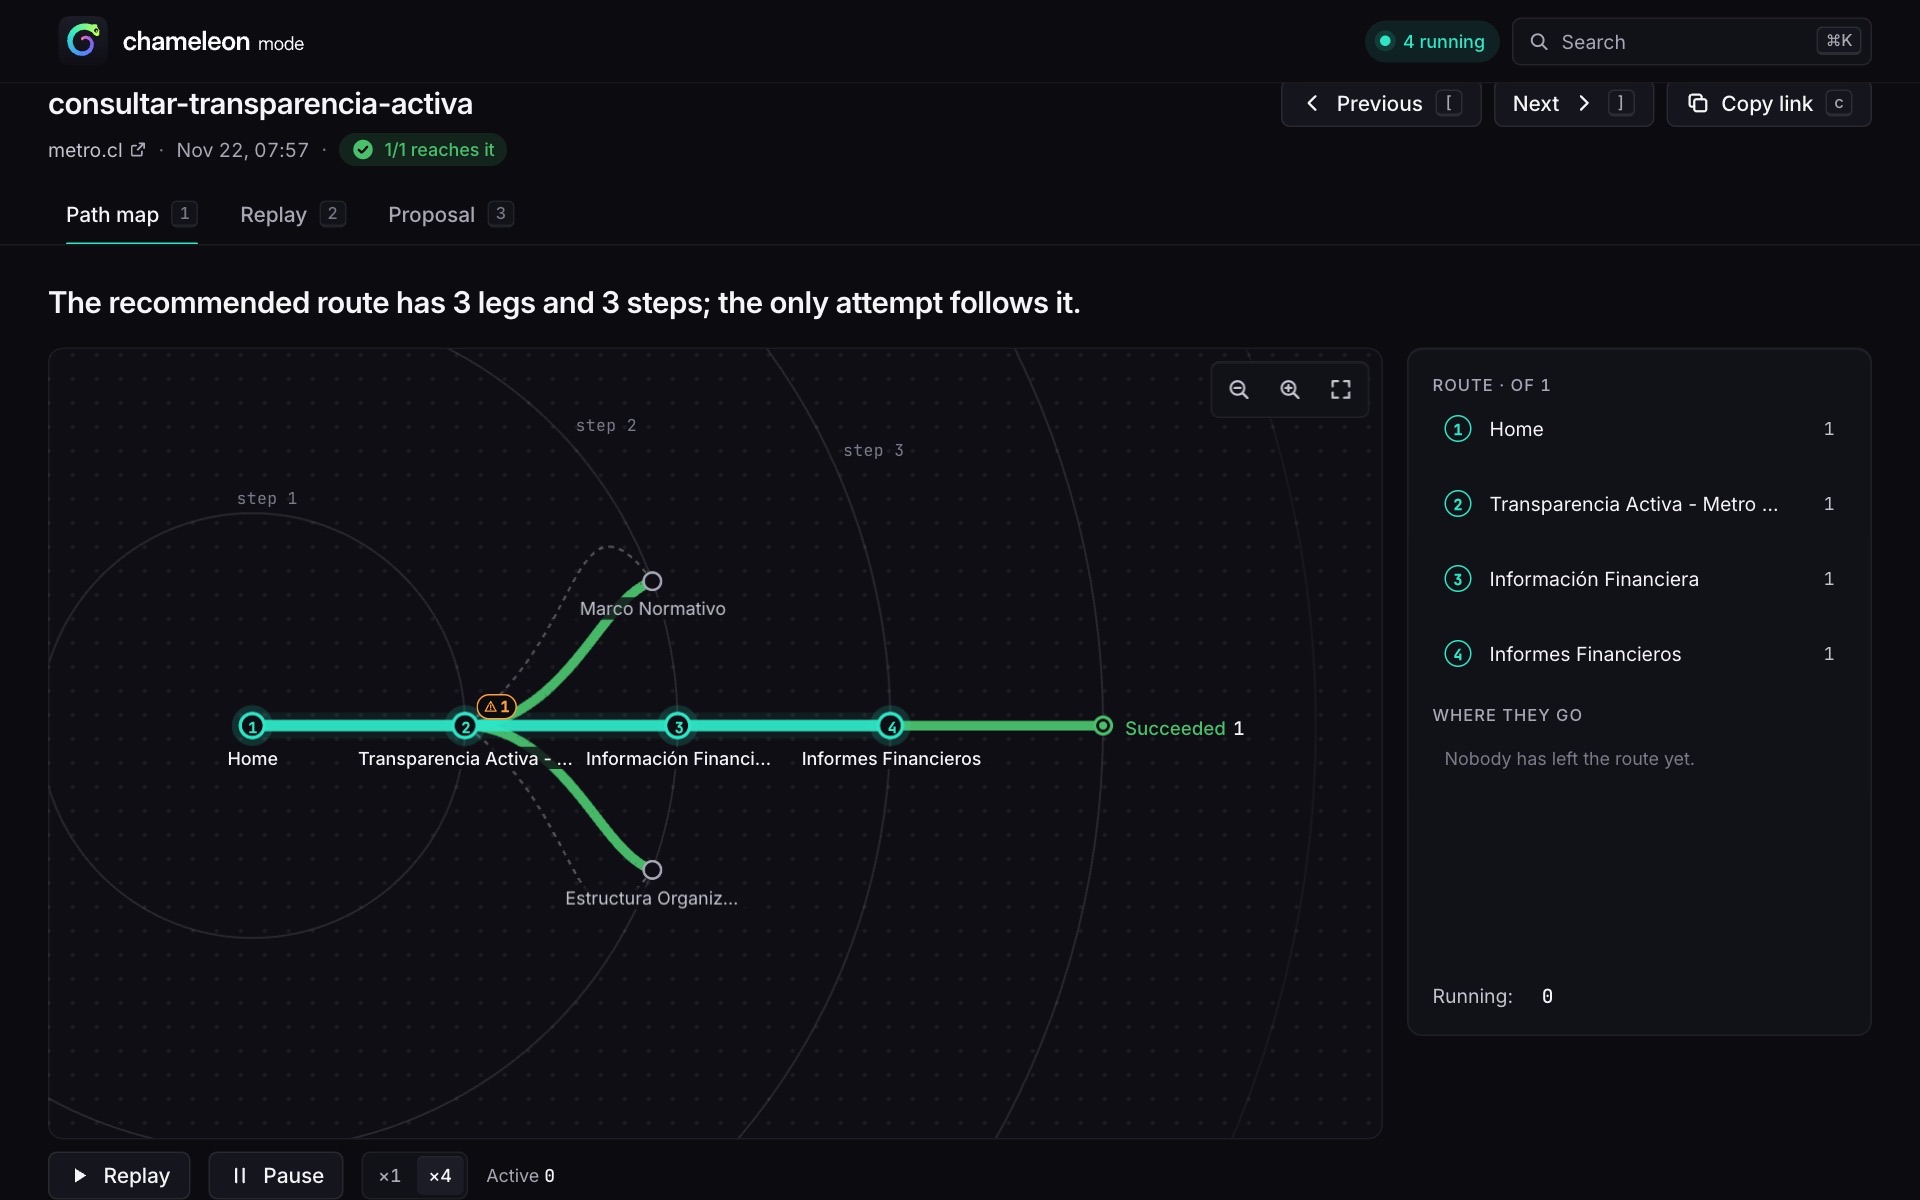 chameleon mode
4 running
Search ⌘K
consultar-transparencia-activa
Previous [
Next ]
Copy link c
metro.cl · Nov 22, 07:57 · 1/1 reaches it
Path map 1
Replay 2
Proposal 3
The recommended route has 3 legs and 3 steps; the only attempt follows it.
step 1
step 2
step 3
Marco Normativo
1
1
2
3
4
Succeeded 1
Home
Transparencia Activa - ...
Información Financi...
Informes Financieros
Estructura Organiz...
ROUTE · OF 1
1 Home 1
2 Transparencia Activa - Metro ... 1
3 Información Financiera 1
4 Informes Financieros 1
WHERE THEY GO
Nobody has left the route yet.
Running: 0
Replay
Pause
×1 ×4
Active 0